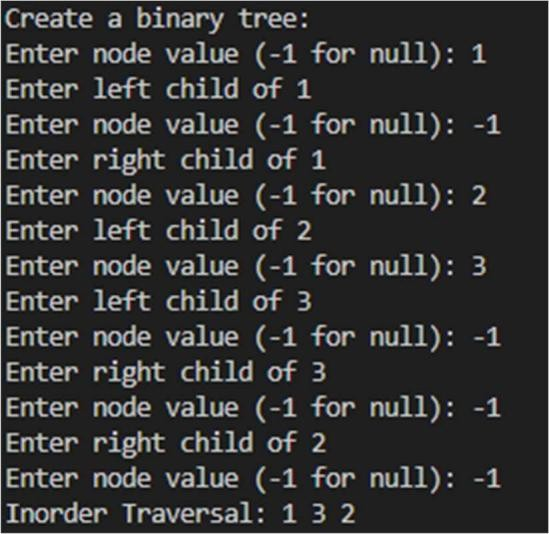 Create a binary tree:
Enter node value (-1 for null): 1
Enter left child of 1
Enter node value (-1 for null): -1
Enter right child of 1
Enter node value (-1 for null): 2
Enter left child of 2
Enter node value (-1 for null): 3
Enter left child of 3
Enter node value (-1 for null): -1
Enter right child of 3
Enter node value (-1 for null): -1
Enter right child of 2
Enter node value (-1 for null): -1
Inorder Traversal: 1 3 2